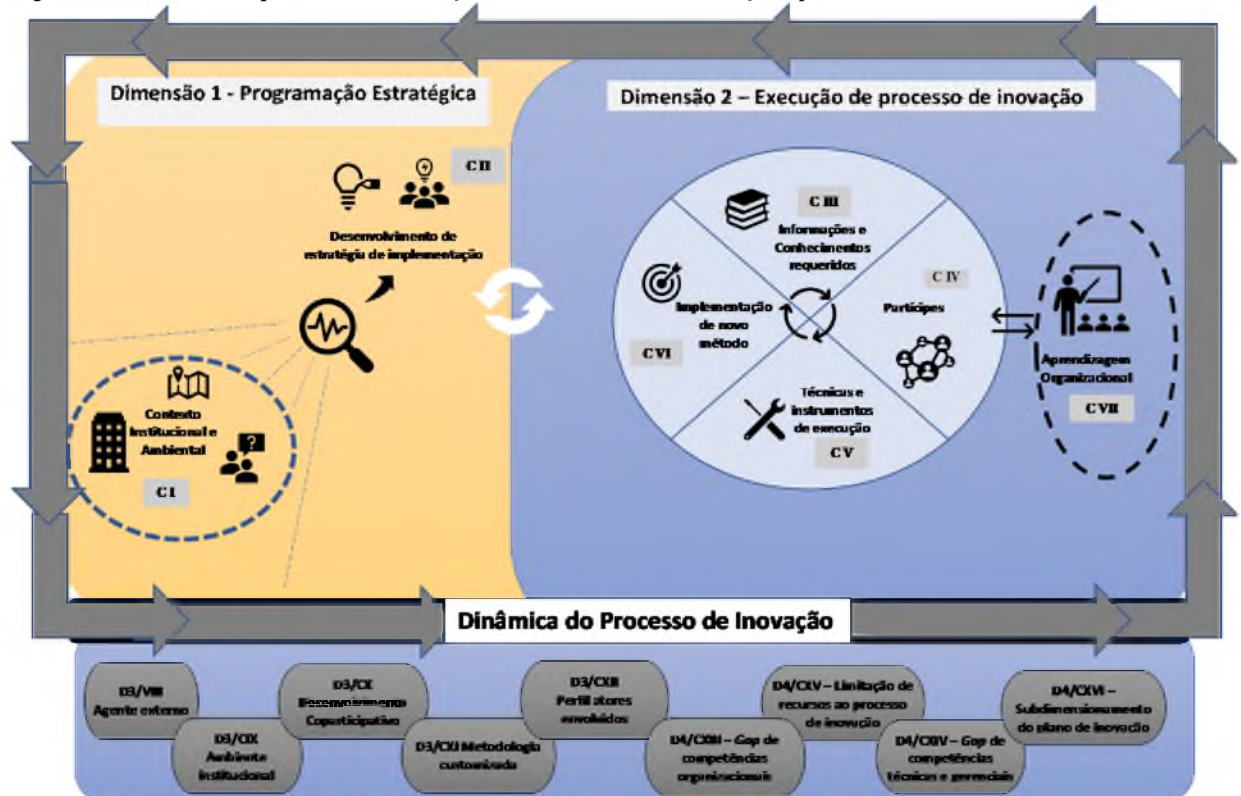 Dimensão 1 - Programação Estratégica
Dimensão 2 – Execução de processo de inovação
C II
Desenvolvimento de
estratégia de implementação
C III
Informações e
Conhecimentos
requeridos
C IV
Partícipes
Implementação
de novo
método
C VI
Técnicas e
instrumentos
de execução
C V
Aprendizagem
Organizacional
C VII
Contexto
Institucional e
Ambiental
C I
Dinâmica do Processo de Inovação
D3/VIII
Agente externo
D3/CIX
Ambiente
institucional
D3/CX
Desenvolvimento
Coparticipativo
D3/CXI Metodologia
customizada
D3/CXII
Perfil atores
envolvidos
D4/CXIII – Gap de
competências
organizacionais
D4/CXV – Limitação de
recursos ao processo
de inovação
D4/CXIV – Gap de
competências
técnicas e gerenciais
D4/CXVI –
Subdimensionamento
do plano de inovação